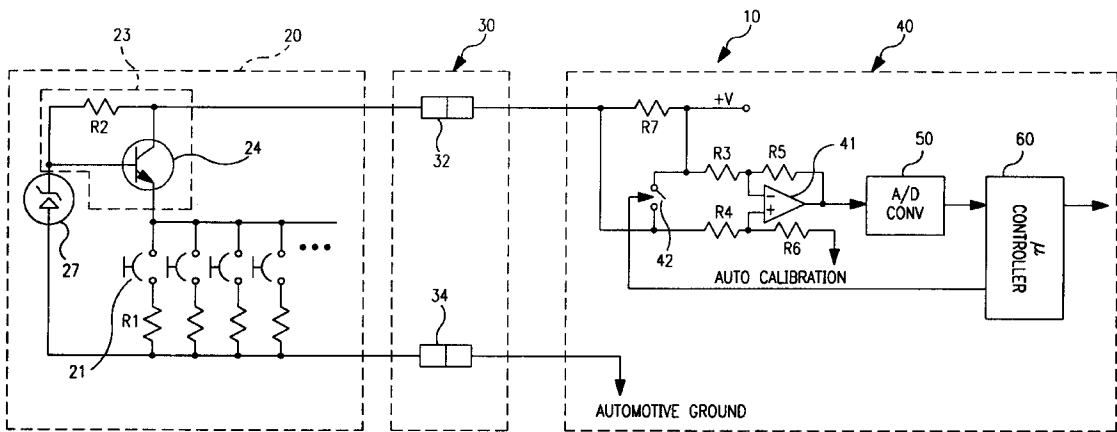 23
20
30
10
40
R2
24
32
+V
R7
R3
R5
41
50
60
A/D
CONV
μ
CONTROLLER
27
R4
R6
42
AUTO CALIBRATION
R1
21
34
AUTOMOTIVE GROUND